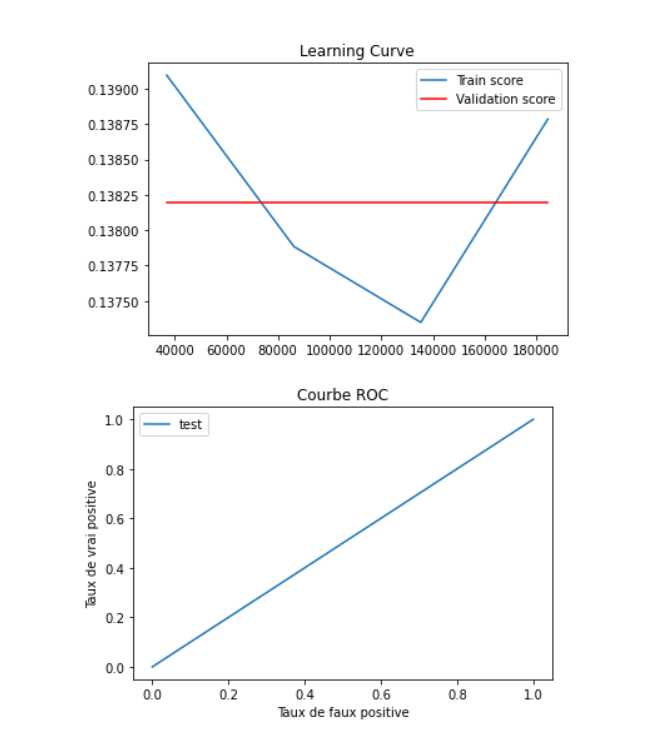 Learning Curve
Train score
Validation score
0.13900
0.13875
0.13850
0.13825
0.13800
0.13775
0.13750
40000 60000 80000 100000 120000 140000 160000 180000
Courbe ROC
test
1.0
0.8
0.6
0.4
0.2
0.0
Taux de vrai positive
0.0 0.2 0.4 0.6 0.8 1.0
Taux de faux positive